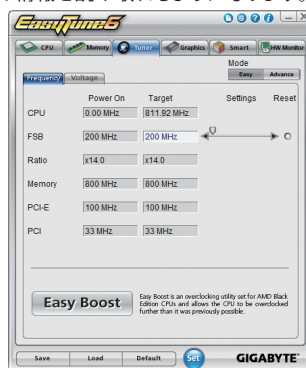 EasyTune6
CPU Memory Tuner Graphics Smart HW Monitor
Mode
Easy Advance
Frequency Voltage
Power On Target Settings Reset
CPU 0.00 MHz 811.92 MHz
FSB 200 MHz 200 MHz
Ratio x14.0 x14.0
Memory 800 MHz 800 MHz
PCI-E 100 MHz 100 MHz
PCI 33 MHz 33 MHz
Easy Boost
Easy Boost is an overclocking utility set for AMD Black
Edition CPUs and allows the CPU to be overclocked
further than it was previously possible.
Save Load Default Set GIGABYTE